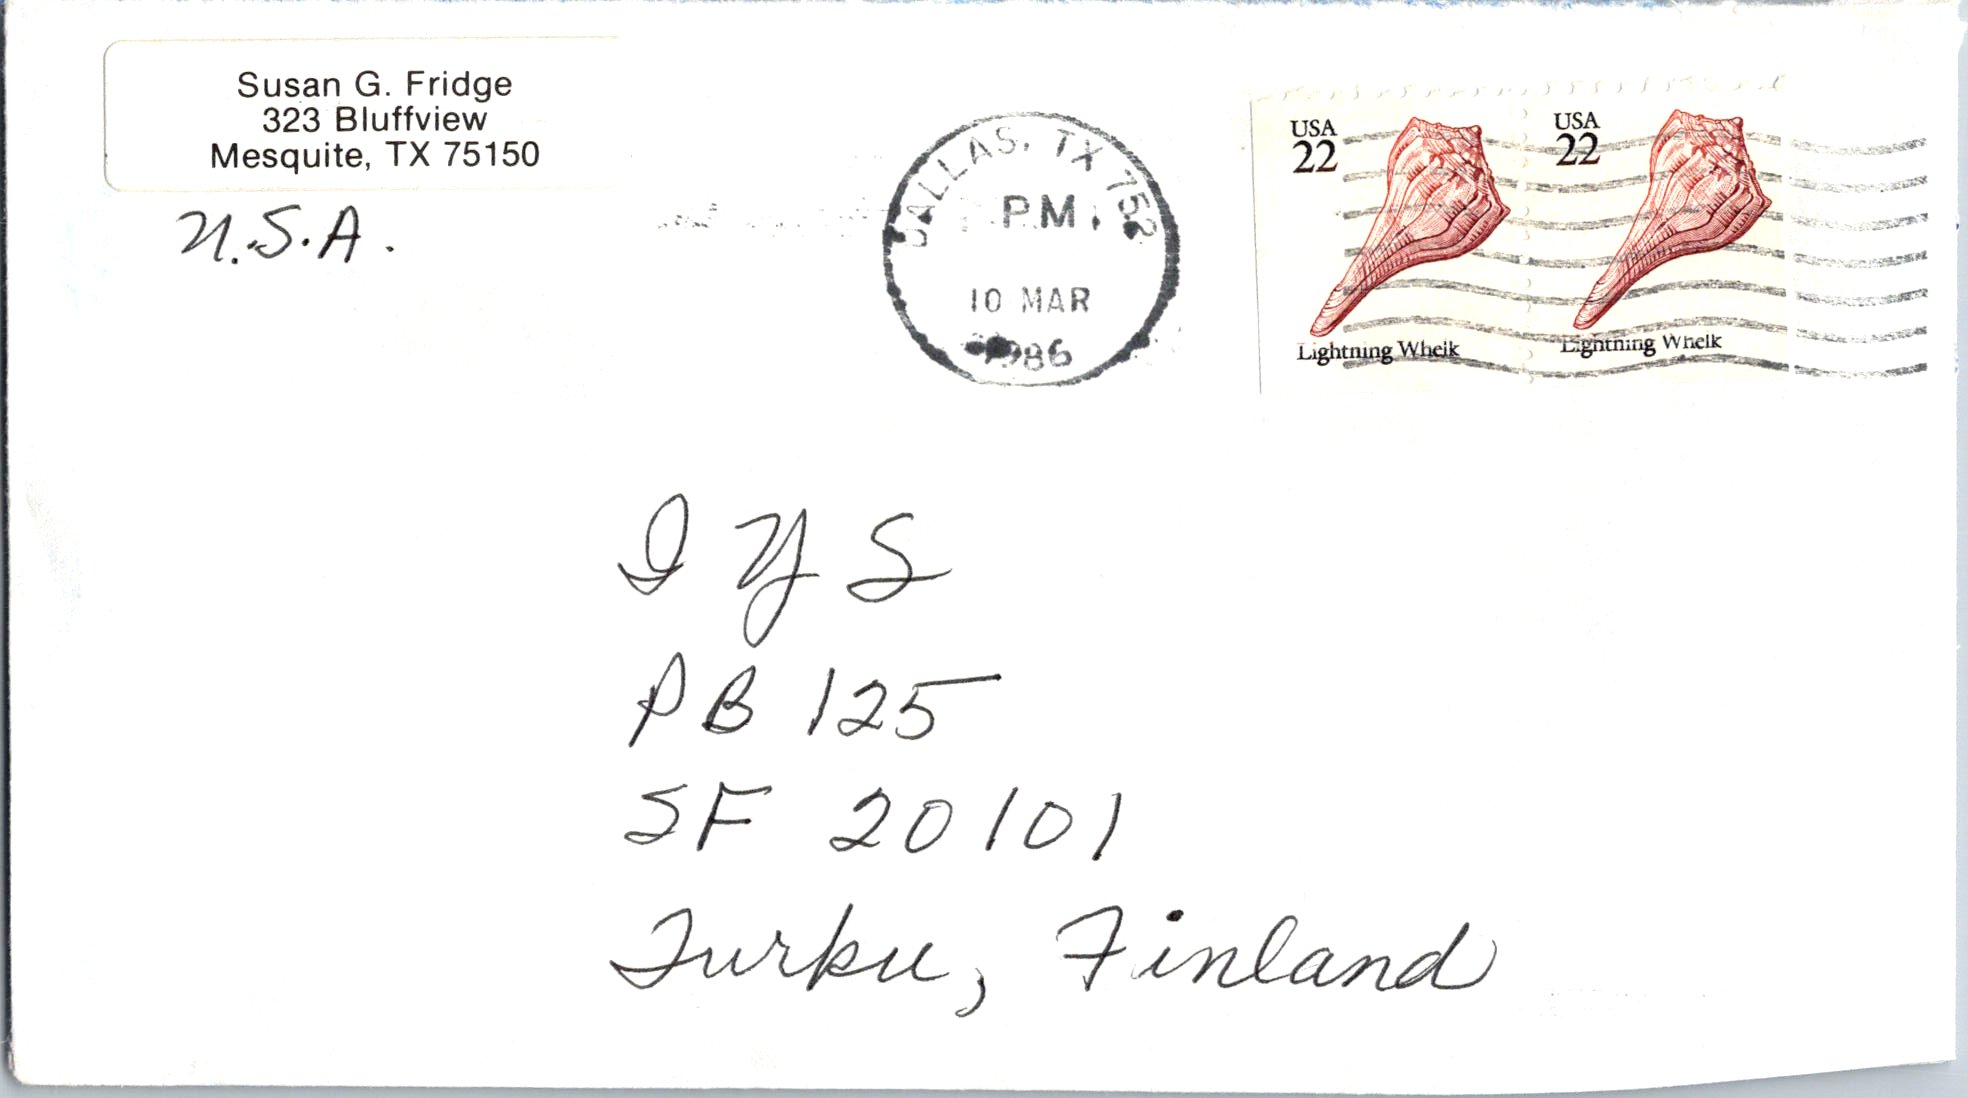 Susan G. Fridge
323 Bluffview
Mesquite, TX 75150
U.S.A.
DALLAS, TX 752
P.M.
10 MAR
1986
USA
22
Lightning Whelk
USA
22
Lightning Whelk
I Y S
PB 125
SF 20101
Turku, Finland